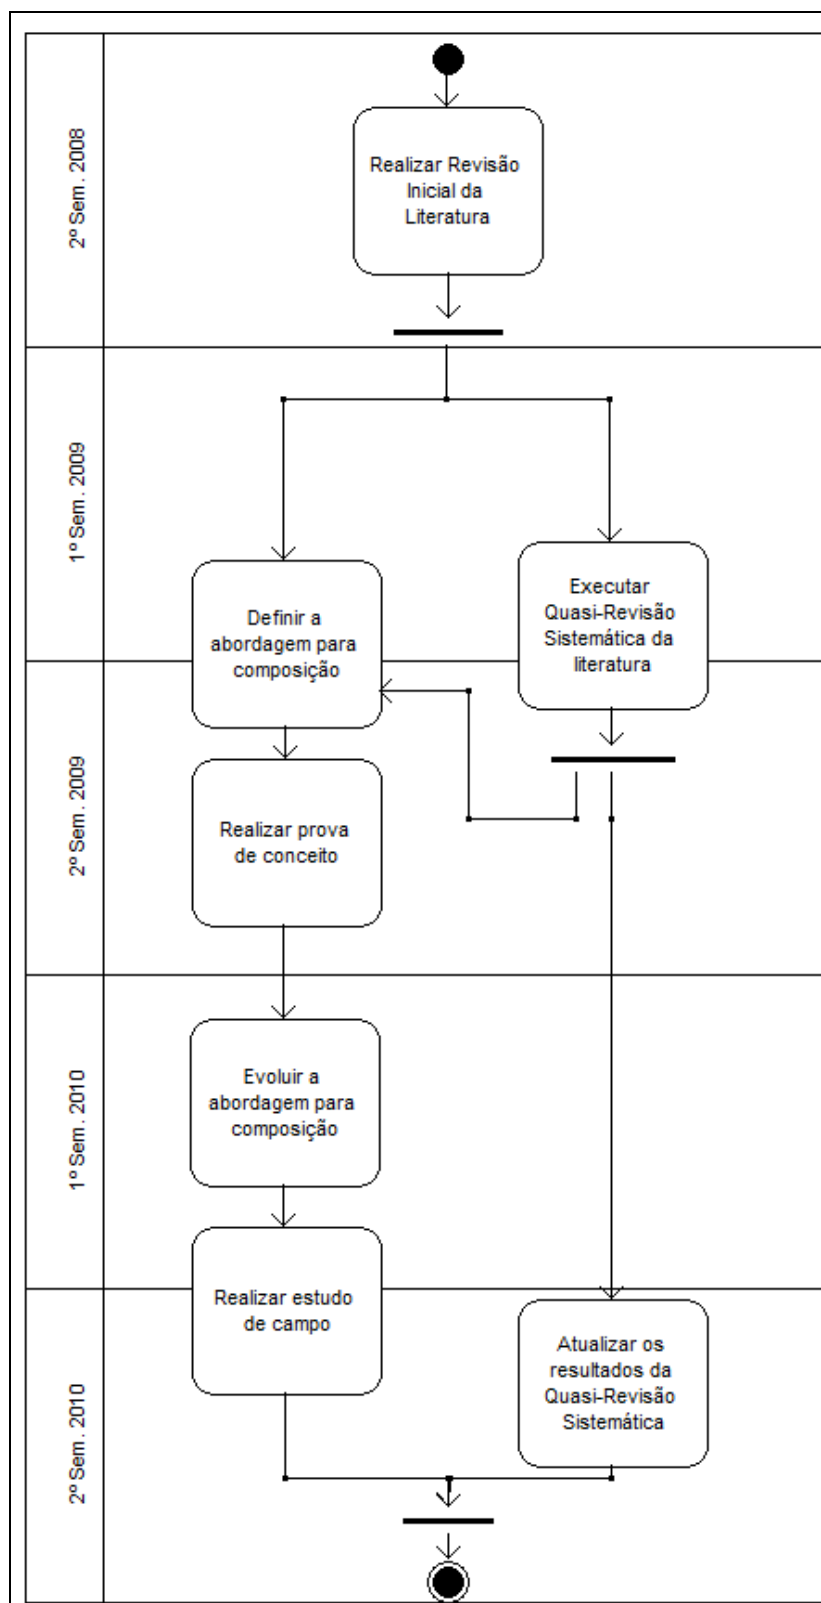 2º Sem. 2008
Realizar Revisão
Inicial da
Literatura
1º Sem. 2009
Definir a
abordagem para
composição
Executar
Quasi-Revisão
Sistemática da
literatura
2º Sem. 2009
Realizar prova
de conceito
1º Sem. 2010
Evoluir a
abordagem para
composição
Realizar estudo
de campo
2º Sem. 2010
Atualizar os
resultados da
Quasi-Revisão
Sistemática